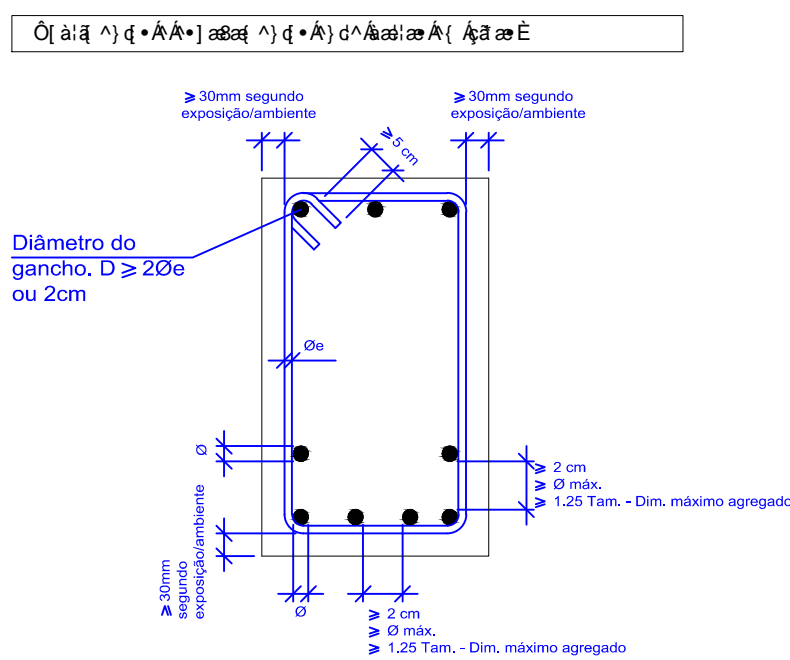 ≥ 30mm segundo
exposição/ambiente
≥ 30mm segundo
exposição/ambiente
≥ 5 cm
Diâmetro do
gancho. D ≥ 2Øe
ou 2cm
Øe
Ø
≥ 2 cm
≥ Ø máx.
≥ 1.25 Tam. - Dim. máximo agregado
≥ 30mm
segundo
exposição/ambiente
Ø
≥ 2 cm
≥ Ø máx.
≥ 1.25 Tam. - Dim. máximo agregado